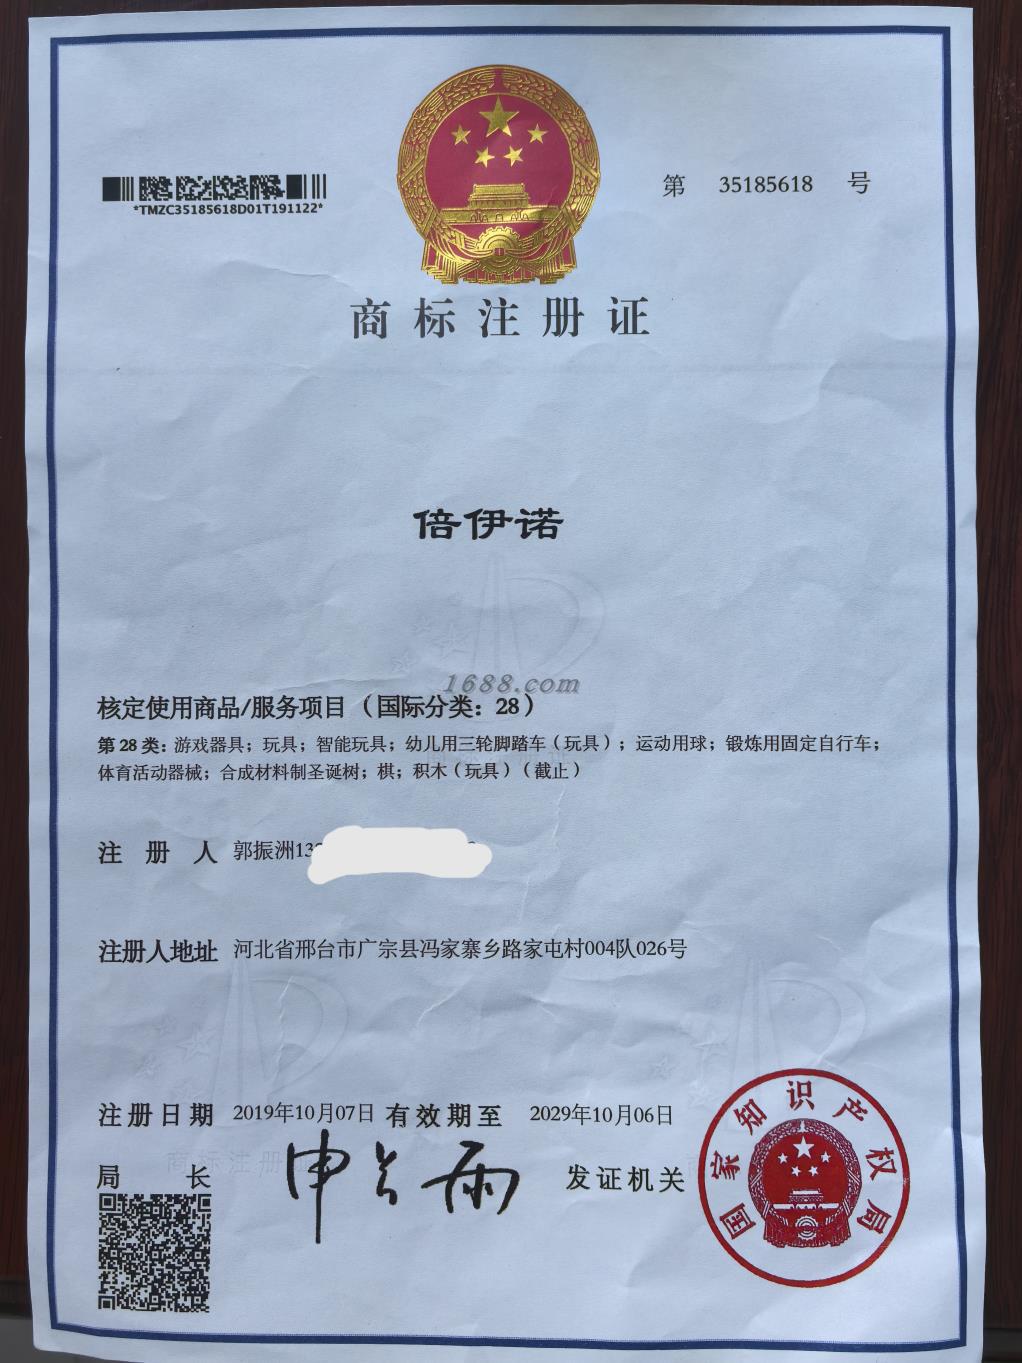 *TMZC35185618D01T191122*
第 35185618 号
商标注册证
倍伊诺
1688.com
核定使用商品/服务项目（国际分类：28）
第 28 类：游戏器具；玩具；智能玩具；幼儿用三轮脚踏车（玩具）；运动用球；锻炼用固定自行车；
体育活动器械；合成材料制圣诞树；棋；积木（玩具）（截止）
注 册 人 郭振洲13
注册人地址 河北省邢台市广宗县冯家寨乡路家屯村004队026号
注册日期 2019年10月07日 有效期至 2029年10月06日
局 长 申长雨 发证机关
国家知识产权局